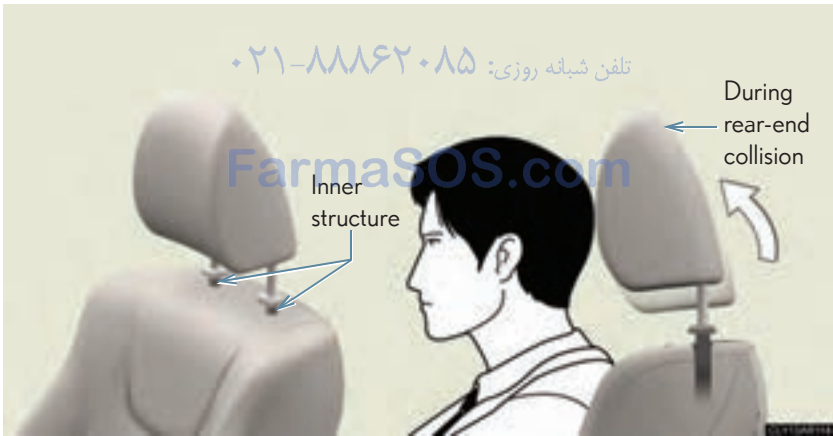 تلفن شبانه روزی: ۰۲۱-۸۸۸۶۲۰۸۵
During
rear-end
collision
FarmaSOS.com
Inner
structure